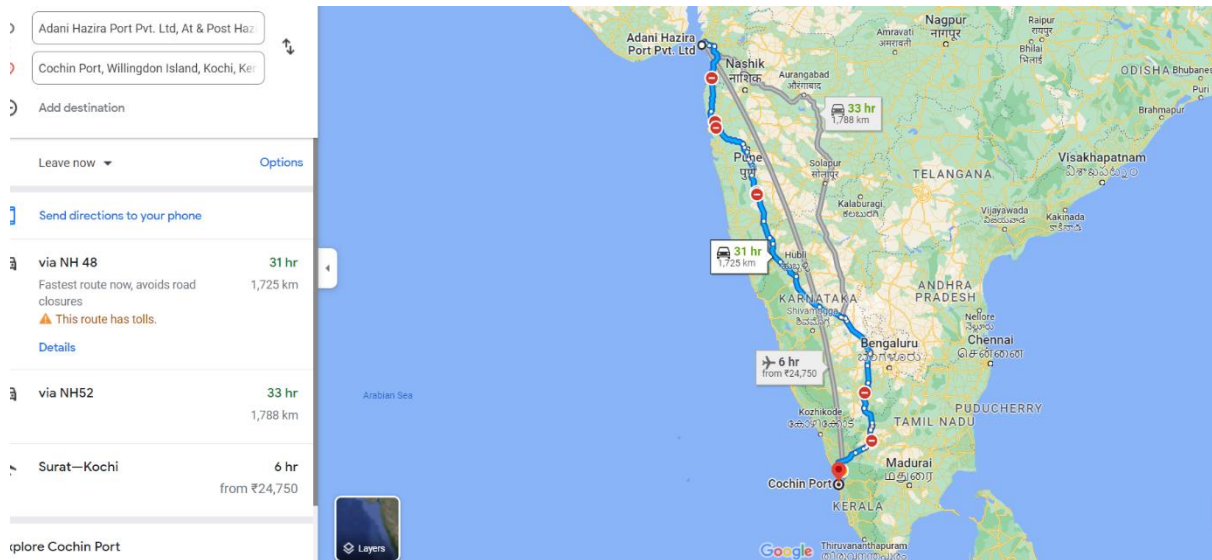 Adani Hazira Port Pvt. Ltd, At & Post Haz
Cochin Port, Willingdon Island, Kochi, Ker
Add destination
Leave now
Options
Send directions to your phone
via NH 48
31 hr
Fastest route now, avoids road
closures
1,725 km
This route has tolls.
Details
via NH52
33 hr
1,788 km
Surat—Kochi
6 hr
from ₹24,750
xplore Cochin Port
Adani Hazira
Port Pvt. Ltd
Nashik
नाशिक
Aurangabad
औरंगाबाद
Amravati
अमरावती
Nagpur
नागपूर
Raipur
रायपुर
Bhilai
भिलाई
ODISHA
Bhubanes
Puri
Brahmapur
33 hr
1,788 km
Pune
पुणे
Solapur
सोलापूर
TELANGANA
Visakhapatnam
Kalaburagi
ಕಲಬುರಗಿ
Vijayawada
Kakinada
31 hr
1,725 km
Hubli
KARNATAKA
Shivamogga
ANDHRA
PRADESH
Nellore
Bengaluru
Chennai
சென்னை
6 hr
from ₹24,750
Arabian Sea
Kozhikode
PUDUCHERRY
TAMIL NADU
Madurai
மதுரை
Cochin Port
KERALA
Layers
Google
Thiruvananthapuram